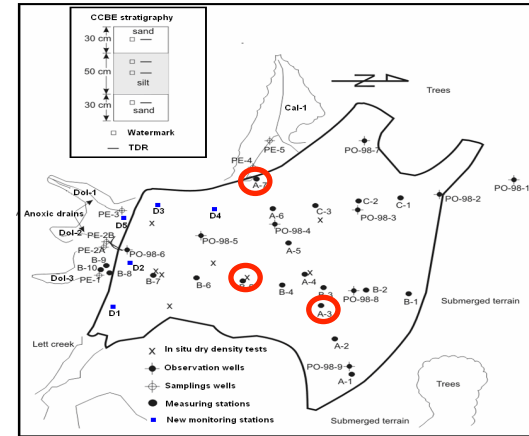 CCBE stratigraphy
sand
30 cm
50 cm
silt
30 cm
sand
Watermark
TDR
N
Trees
Cal-1
PE-5
PE-4
PO-98-7
A-7
PO-98-1
PO-98-2
Dol-1
Anoxic drains
PE-3
D3
D4
A-6
C-3
C-2
C-1
PO-98-3
D5
Dol-2
PO-98-4
PE-2B
PE-2A
PO-98-6
PO-98-5
A-5
B-9
B-10
D2
B-8
Dol-3
PE-1
B-7
B-6
B-4
A-4
B-3
PO-98-8
B-2
B-1
Submerged terrain
D1
A-3
Lett creek
A-2
In situ dry density tests
Observation wells
PO-98-9
A-1
Samplings wells
Trees
Measuring stations
New monitoring stations
Submerged terrain